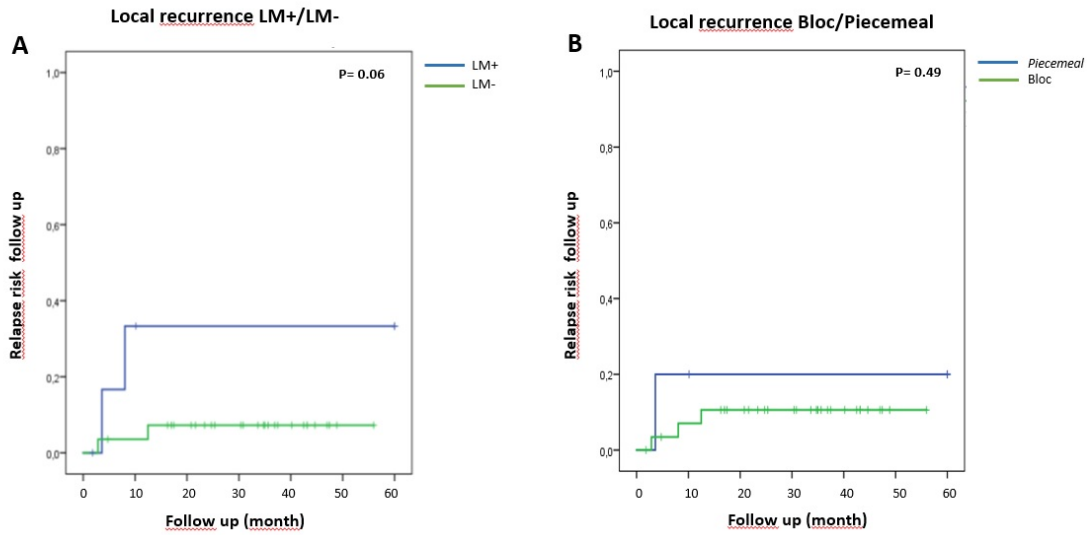 Local recurrence LM+/LM-
A
P= 0.06
LM+
LM-
1,0
0,8
0,6
0,4
0,2
0,0
Relapse risk follow up
0 10 20 30 40 50 60
Follow up (month)
Local recurrence Bloc/Piecemeal
B
P= 0.49
Piecemeal
Bloc
1,0
0,8
0,6
0,4
0,2
0,0
Relapse risk follow up
0 10 20 30 40 50 60
Follow up (month)